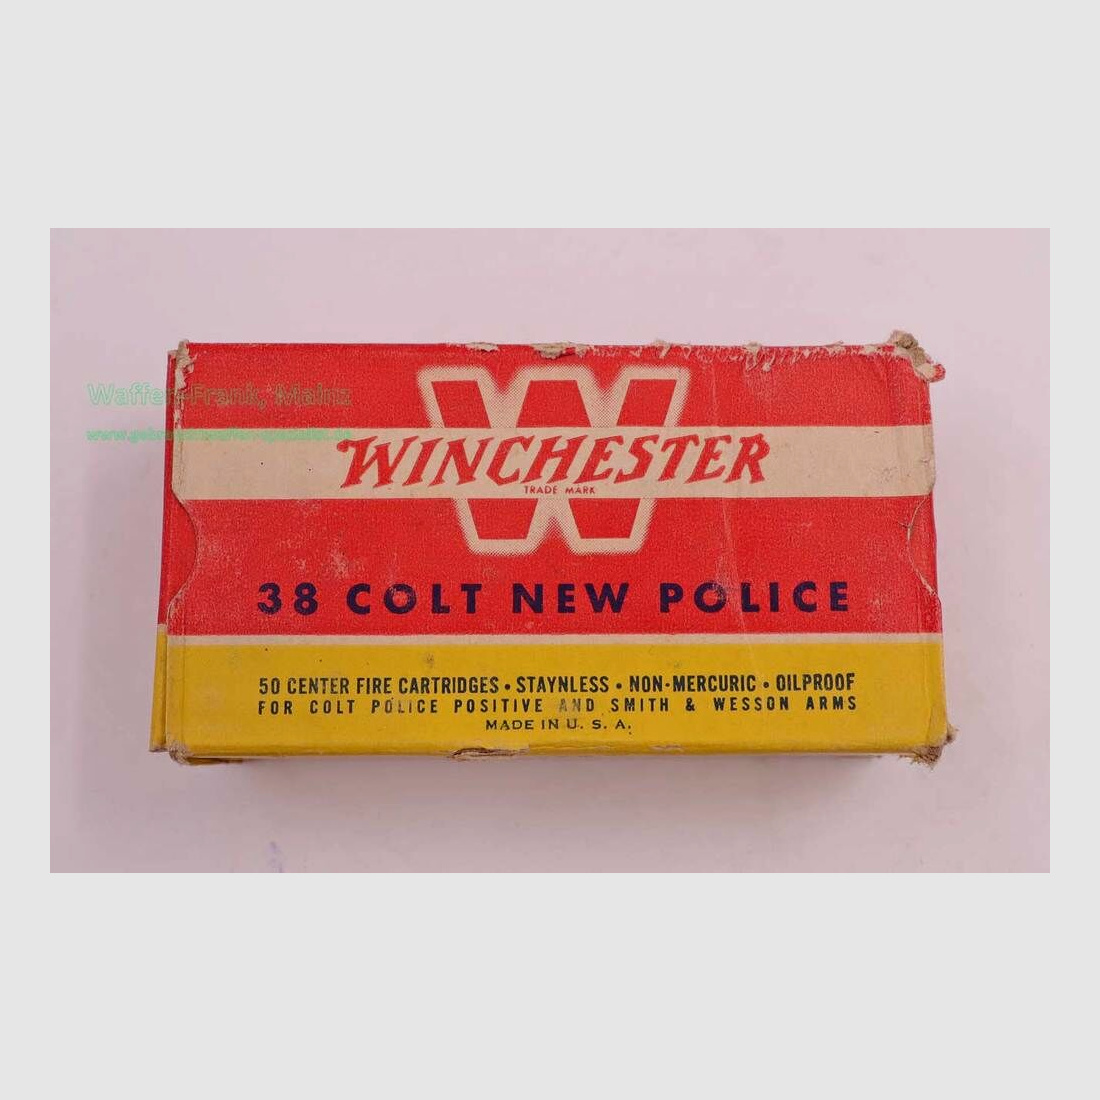 Waffen-Frank, Mainz
W
WINCHESTER
TRADE MARK
38 COLT NEW POLICE
50 CENTER FIRE CARTRIDGES • STAYNLESS • NON-MERCURIC • OILPROOF
FOR COLT POLICE POSITIVE AND SMITH & WESSON ARMS
MADE IN U. S. A.